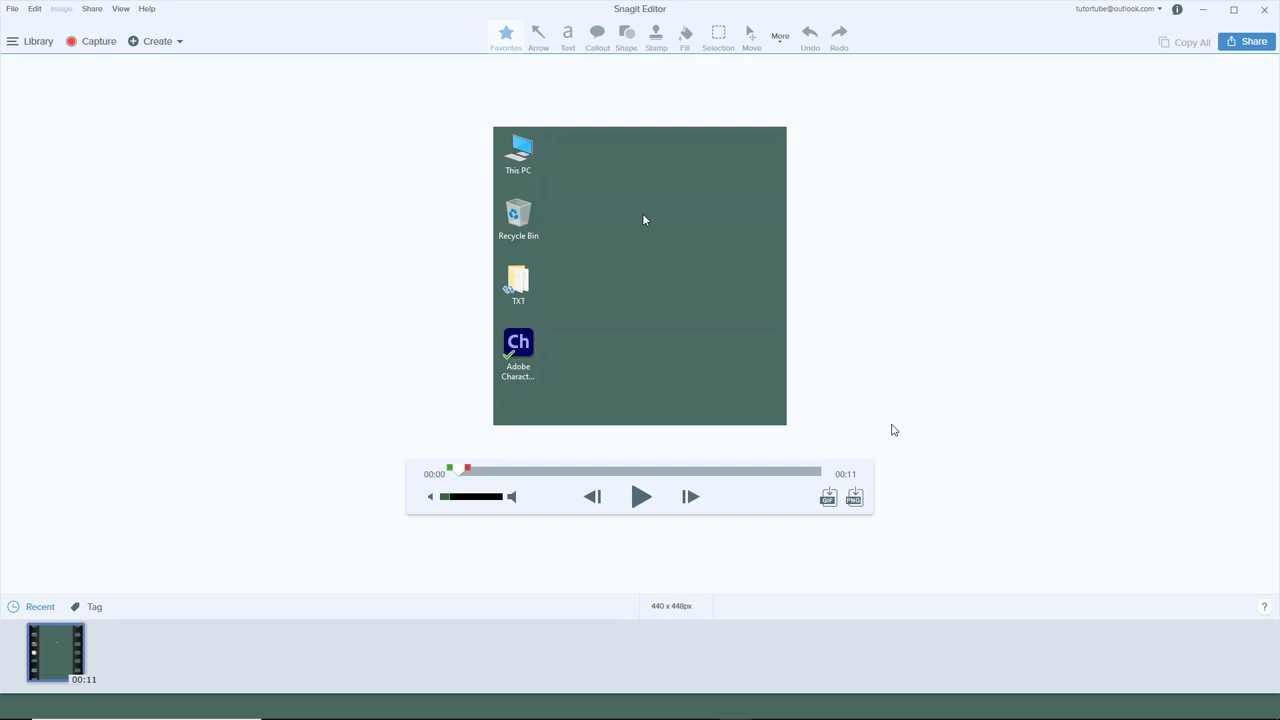 File Edit Image Share View Help
Snagit Editor
tutortube@outlook.com
Library Capture Create
Favorites Arrow Text Callout Shape Stamp Fill Selection Move More Undo Redo
Copy All Share
This PC
Recycle Bin
TXT
Ch
Adobe
Charact...
00:00
00:11
GIF PNG
Recent Tag
440 x 448px
?
00:11